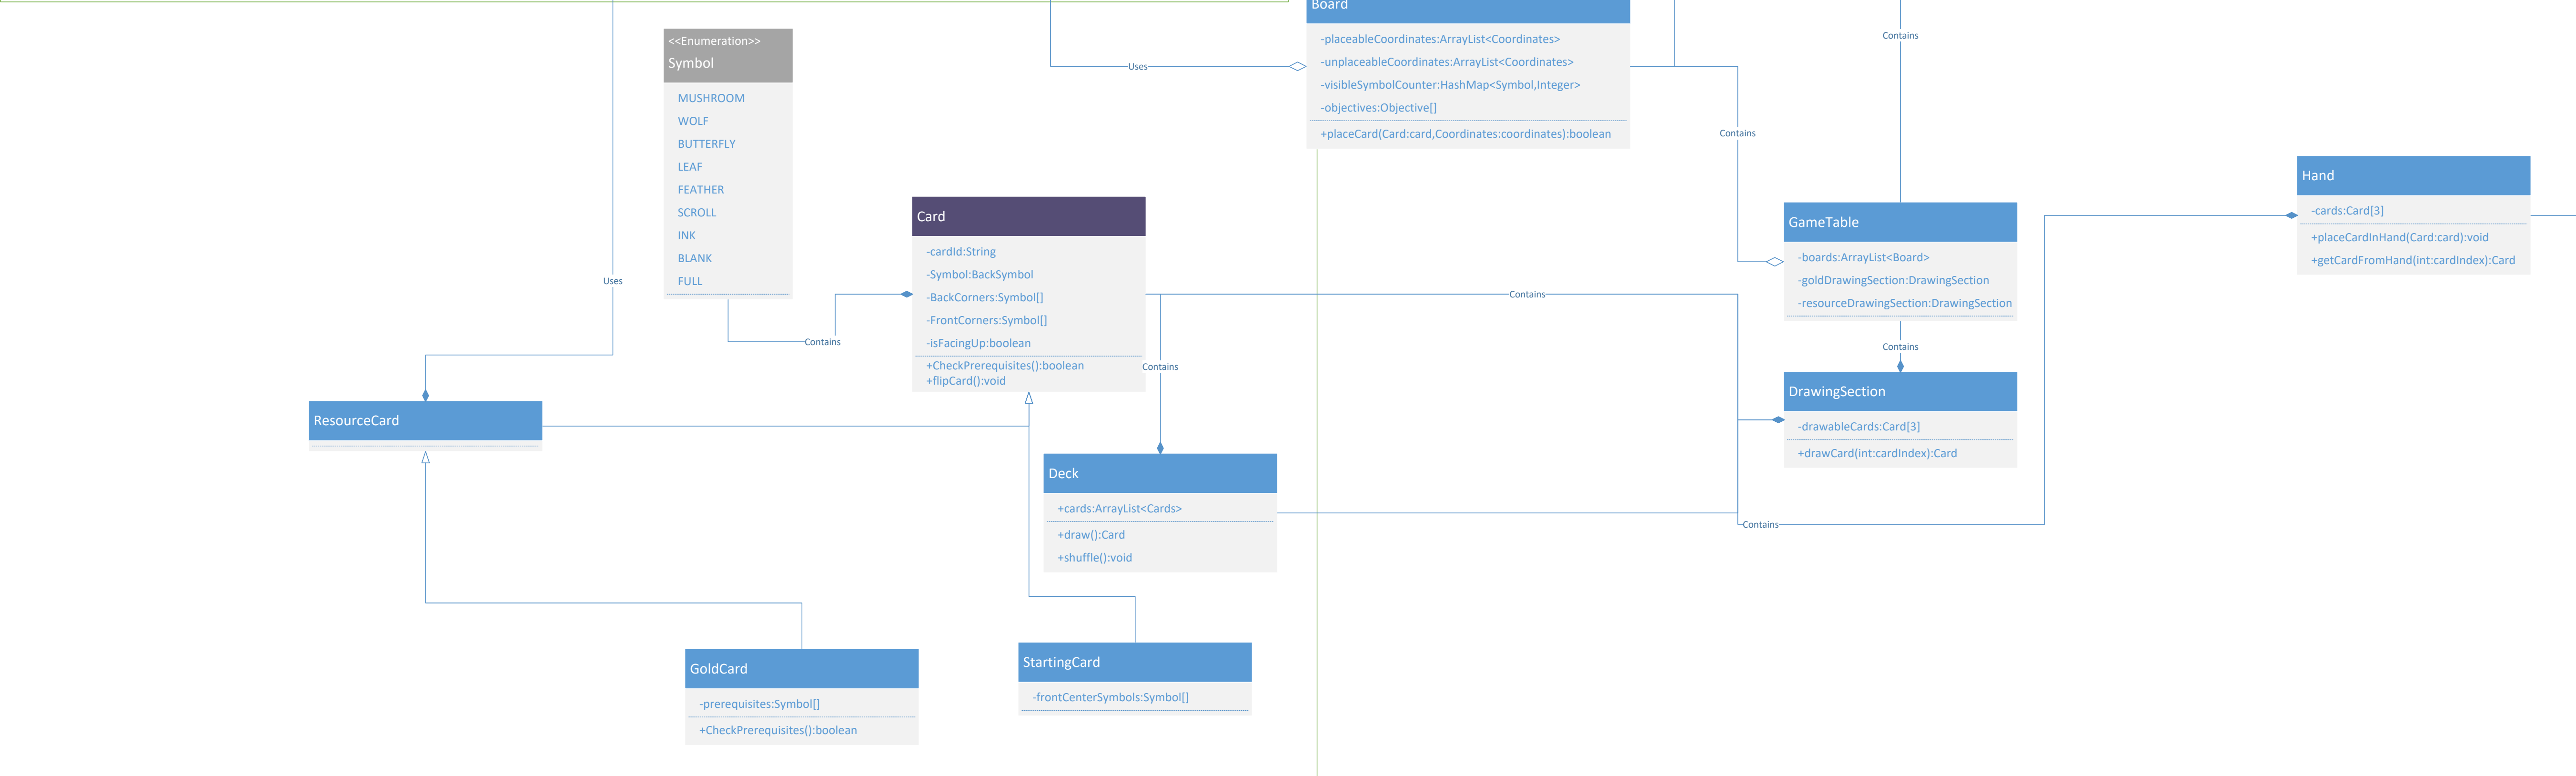 Board
-placeableCoordinates:ArrayList<Coordinates>
-unplaceableCoordinates:ArrayList<Coordinates>
-visibleSymbolCounter:HashMap<Symbol,Integer>
-objectives:Objective[]
+placeCard(Card:card,Coordinates:coordinates):boolean
Uses
Contains
Contains
<<Enumeration>>
Symbol
MUSHROOM
WOLF
BUTTERFLY
LEAF
FEATHER
SCROLL
INK
BLANK
FULL
Uses
Contains
Card
-cardId:String
-Symbol:BackSymbol
-BackCorners:Symbol[]
-FrontCorners:Symbol[]
-isFacingUp:boolean
+CheckPrerequisites():boolean
+flipCard():void
Contains
Contains
GameTable
-boards:ArrayList<Board>
-goldDrawingSection:DrawingSection
-resourceDrawingSection:DrawingSection
Contains
Hand
-cards:Card[3]
+placeCardInHand(Card:card):void
+getCardFromHand(int:cardIndex):Card
DrawingSection
-drawableCards:Card[3]
+drawCard(int:cardIndex):Card
ResourceCard
Deck
+cards:ArrayList<Cards>
+draw():Card
+shuffle():void
Contains
GoldCard
-prerequisites:Symbol[]
+CheckPrerequisites():boolean
StartingCard
-frontCenterSymbols:Symbol[]